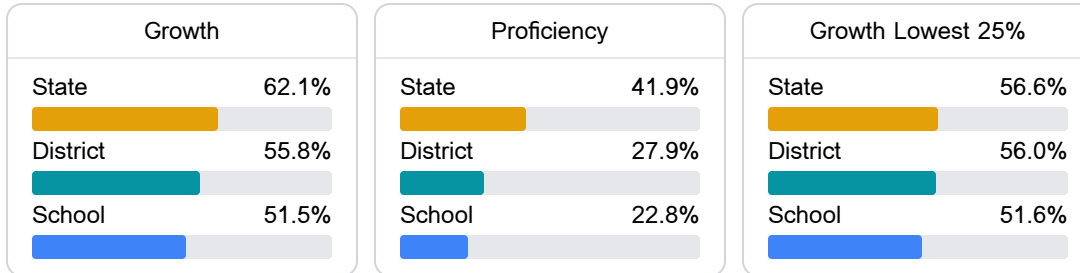 Growth
State 62.1%
District 55.8%
School 51.5%
Proficiency
State 41.9%
District 27.9%
School 22.8%
Growth Lowest 25%
State 56.6%
District 56.0%
School 51.6%